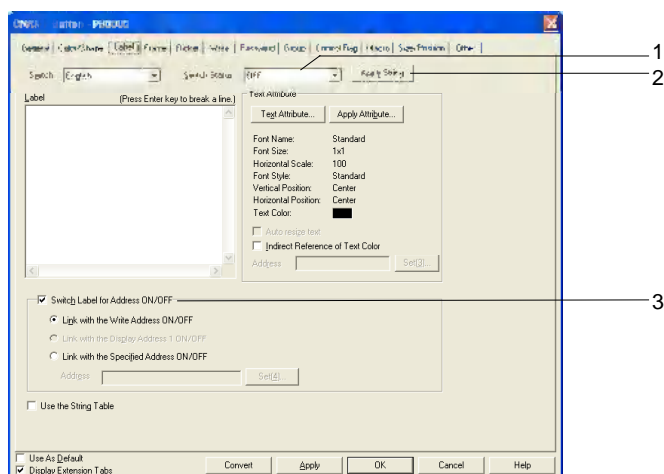 ON/OFF Button - PB0000
General | Color/Shape | Label | Frame | Flicker | Write | Password | Group | Control Flag | Macro | Size/Position | Other |
1
Switch English Switch Status OFF Apply String
2
Label (Press Enter key to break a line.)
Text Attribute
Text Attribute... Apply Attribute...
Font Name: Standard
Font Size: 1x1
Horizontal Scale: 100
Font Style: Standard
Vertical Position: Center
Horizontal Position: Center
Text Color:
Auto resize text
Indirect Reference of Text Color
Address Set(3)...
Switch Label for Address ON/OFF
3
Link with the Write Address ON/OFF
Link with the Display Address 1 ON/OFF
Link with the Specified Address ON/OFF
Address Set(4)...
Use the String Table
Use As Default
Display Extension Tabs
Convert Apply OK Cancel Help